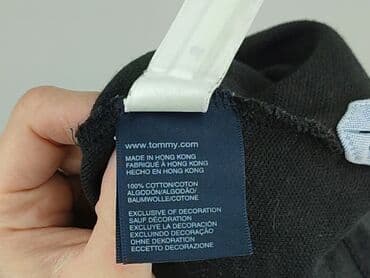 www.tommy.com
MADE IN HONG KONG
FABRIQUÉ À HONG KONG
HECHO EN HONG KONG
100% COTTON/COTON
ALGODÓN/ALGODÃO/
BAUMWOLLE/COTONE
EXCLUSIVE OF DECORATION
SAUF DÉCORATION
EXCLUYE LA DECORACIÓN
EXCLUINDO DECORAÇÃO
OHNE DEKORATION
ECCETTO DECORAZIONE